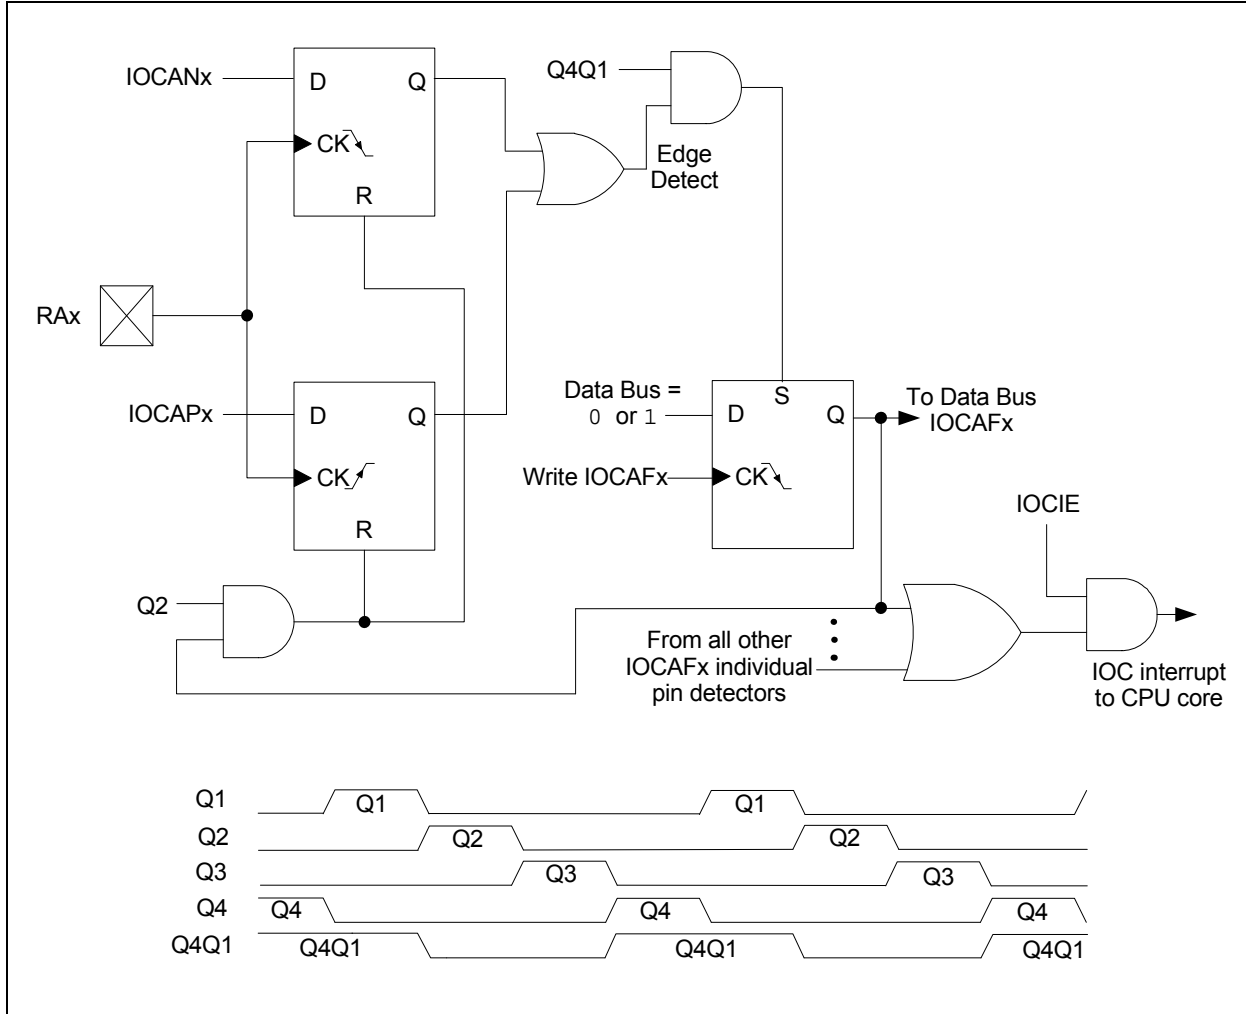 IOCANx
D
Q
CK
R
Q4Q1
Edge
Detect
RAx
IOCAPx
D
Q
CK
R
Data Bus =
0 or 1
S
D
Q
To Data Bus
IOCAFx
Write IOCAFx
CK
IOCIE
Q2
From all other
IOCAFx individual
pin detectors
IOC interrupt
to CPU core
Q1 Q1 Q1
Q2 Q2 Q2
Q3 Q3 Q3
Q4 Q4 Q4 Q4
Q4Q1 Q4Q1 Q4Q1 Q4Q1